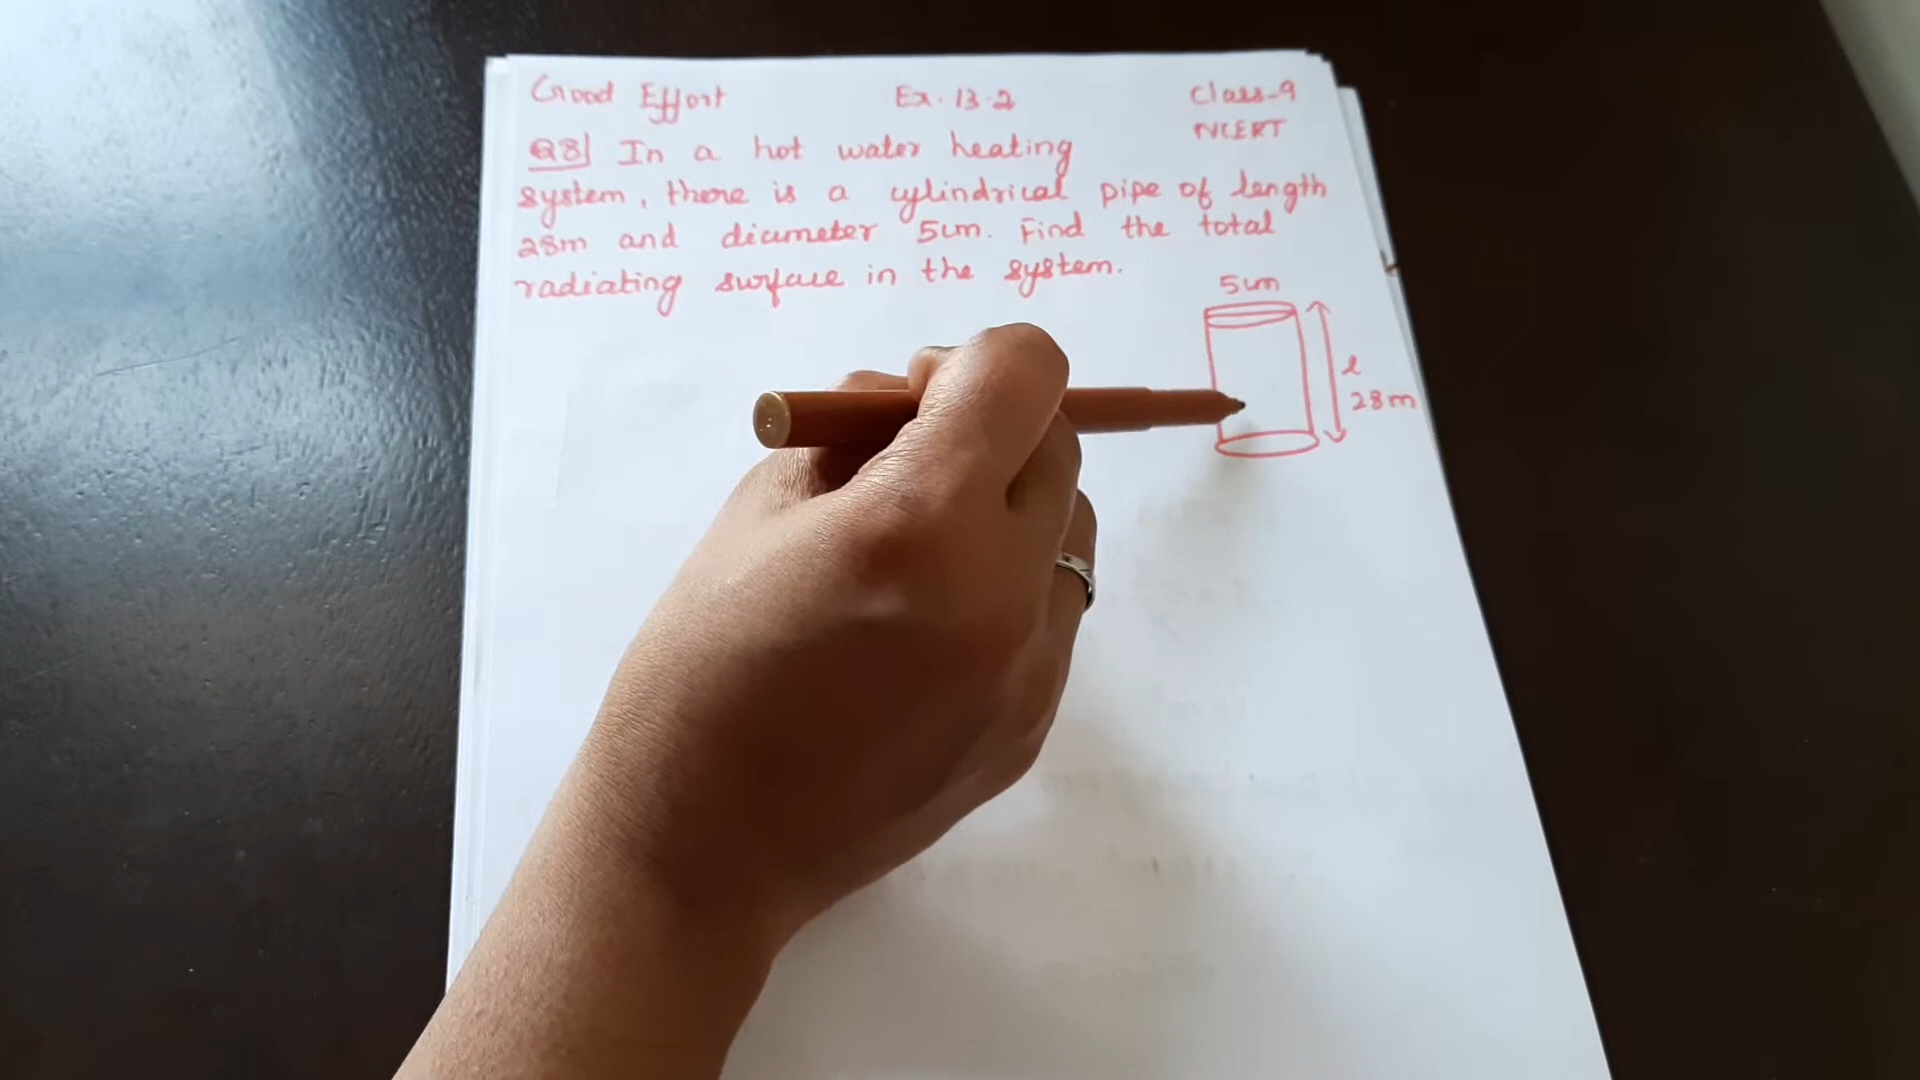 Good Effort Ex. 13.2 Class-9
NCERT
Q8| In a hot water heating
system, there is a cylindrical pipe of length
28m and diameter 5cm. Find the total
radiating surface in the system.
5cm
l
28m